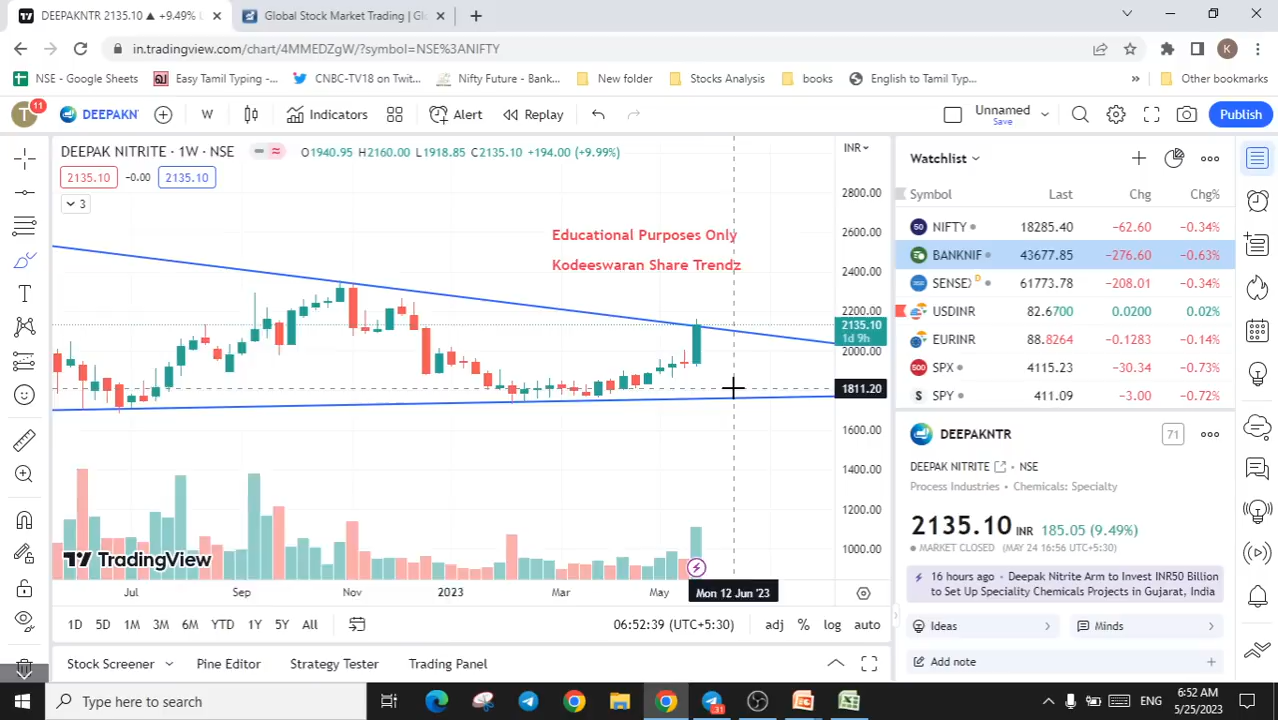 DEEPAKNTR 2135.10 ▲ +9.49%
Global Stock Market Trading | Gl
in.tradingview.com/chart/4MMEDZgW/?symbol=NSE%3ANIFTY
K
NSE - Google Sheets
Easy Tamil Typing -...
CNBC-TV18 on Twit...
Nifty Future - Bank...
New folder
Stocks Analysis
books
English to Tamil Typ...
»
Other bookmarks
T
11
DEEPAKN
W
Indicators
Alert
Replay
Unnamed
Save
Publish
DEEPAK NITRITE · 1W · NSE
O1940.95 H2160.00 L1918.85 C2135.10 +194.00 (+9.99%)
INR
2135.10 -0.00 2135.10
3
Educational Purposes Only
Kodeeswaran Share Trendz
2800.00
2600.00
2400.00
2200.00
2135.10
1d 9h
2000.00
1811.20
1600.00
1400.00
1200.00
1000.00
TradingView
Jul Sep Nov 2023 Mar May Mon 12 Jun '23
1D 5D 1M 3M 6M YTD 1Y 5Y All
06:52:39 (UTC+5:30)
adj % log auto
Stock Screener
Pine Editor
Strategy Tester
Trading Panel
Watchlist
Symbol Last Chg Chg%
50 NIFTY 18285.40 −62.60 −0.34%
BANKNIF 43677.85 −276.60 −0.63%
SENSE D 61773.78 −208.01 −0.34%
USDINR 82.6700 0.0200 0.02%
EURINR 88.8264 −0.1283 −0.14%
500 SPX 4115.23 −30.34 −0.73%
S SPY 411.09 −3.00 −0.72%
DEEPAKNTR
71
DEEPAK NITRITE · NSE
Process Industries • Chemicals: Specialty
2135.10 INR 185.05 (9.49%)
MARKET CLOSED (MAY 24 16:56 UTC+5:30)
16 hours ago · Deepak Nitrite Arm to Invest INR50 Billion
to Set Up Speciality Chemicals Projects in Gujarat, India
Ideas
Minds
Add note
Type here to search
31
ENG
6:52 AM
5/25/2023